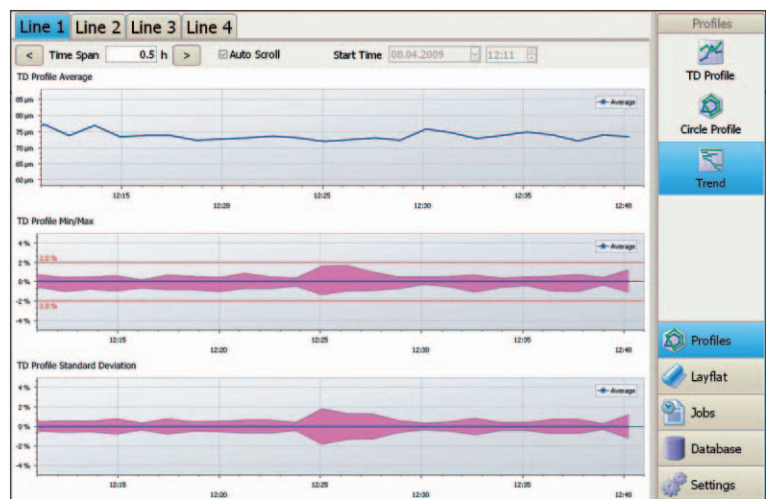 Line 1 Line 2 Line 3 Line 4
< Time Span 0.5 h > Auto Scroll Start Time 08.04.2009 12:11
TD Profile Average
85 µm
80 µm
75 µm
70 µm
65 µm
60 µm
Average
12:15 12:20 12:25 12:30 12:35 12:40
TD Profile Min/Max
4 %
2 %
0 %
-2 %
-4 %
2.0 %
2.0 %
Average
12:15 12:20 12:25 12:30 12:35 12:40
TD Profile Standard Deviation
4 %
2 %
0 %
-2 %
-4 %
Average
12:15 12:20 12:25 12:30 12:35 12:40
Profiles
TD Profile
Circle Profile
Trend
Profiles
Layflat
Jobs
Database
Settings